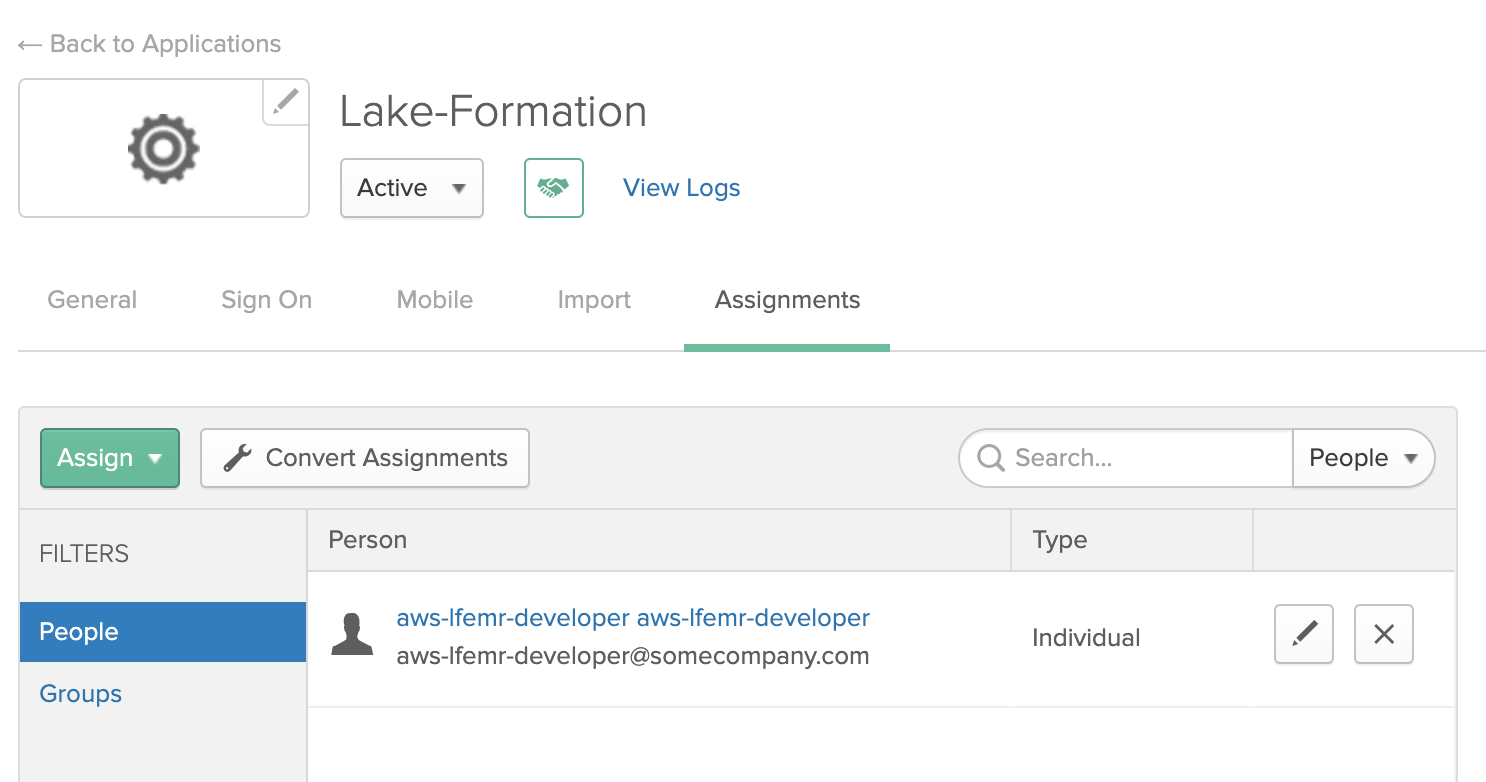 ← Back to Applications
Lake-Formation
Active
View Logs
General Sign On Mobile Import Assignments
Assign Convert Assignments Search... People
FILTERS Person Type
People
aws-lfemr-developer aws-lfemr-developer
aws-lfemr-developer@somecompany.com
Individual
Groups